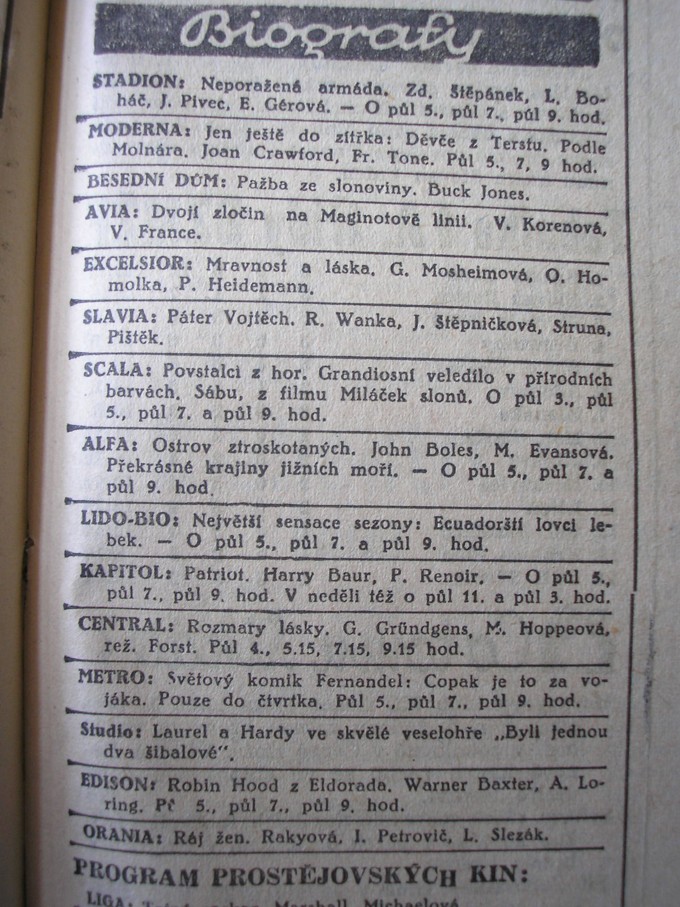 Biografy
STADION: Neporažená armáda. Zd. Štěpánek, L. Bo-
háč, J. Pivec, E. Gérová. — O půl 5., půl 7., půl 9. hod.
MODERNA: Jen ještě do zítřka: Děvče z Terstu. Podle
Molnára. Joan Crawford, Fr. Tone. Půl 5., 7, 9 hod.
BESEDNÍ DŮM: Pažba ze slonoviny. Buck Jones.
AVIA: Dvojí zločin na Maginotově linii. V. Korenová,
V. France.
EXCELSIOR: Mravnost a láska. G. Mosheimová, O. Ho-
molka, P. Heidemann.
SLAVIA: Páter Vojtěch. R. Wanka, J. Štěpničková, Struna,
Pištěk.
SCALA: Povstalci z hor. Grandiosní veledílo v přírodních
barvách. Sábu, z filmu Miláček slonů. O půl 3., půl
5., půl 7. a půl 9. hod.
ALFA: Ostrov ztroskotaných. John Boles, M. Evansová.
Překrásné krajiny jižních moří. — O půl 5., půl 7. a
půl 9. hod.
LIDO-BIO: Největší sensace sezony: Ecuadorští lovci le-
bek. — O půl 5., půl 7. a půl 9. hod.
KAPITOL: Patriot. Harry Baur, P. Renoir. — O půl 5.,
půl 7., půl 9. hod. V neděli též o půl 11. a půl 3. hod.
CENTRAL: Rozmary lásky. G. Gründgens, M. Hoppeová,
rež. Forst. Půl 4., 5.15, 7.15, 9.15 hod.
METRO: Světový komik Fernandel: Copak je to za vo-
jáka. Pouze do čtvrtka. Půl 5., půl 7., půl 9. hod.
Studio: Laurel a Hardy ve skvělé veselohře „Byli jednou
dva šibalové".
EDISON: Robin Hood z Eldorada. Warner Baxter, A. Lo-
ring. Př 5., půl 7., půl 9. hod.
ORANIA: Ráj žen. Rakyová, I. Petrovič, L. Slezák.
PROGRAM PROSTĚJOVSKÝCH KIN:
LIGA: Marshall, Michaelová